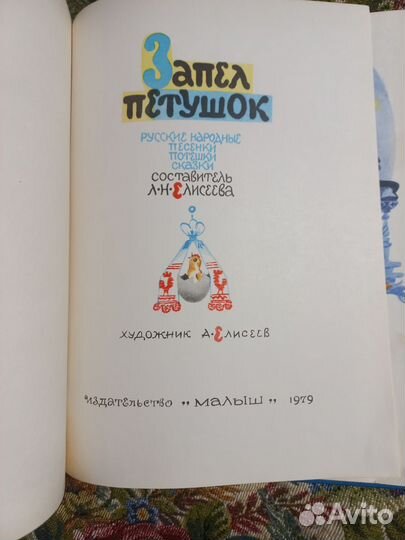 Запел
петушок
русские народные
песенки
потешки
сказки
составитель
Л.Н.Елисеева
художник А.Елисеев
издательство „малыш„ 1979
Avito